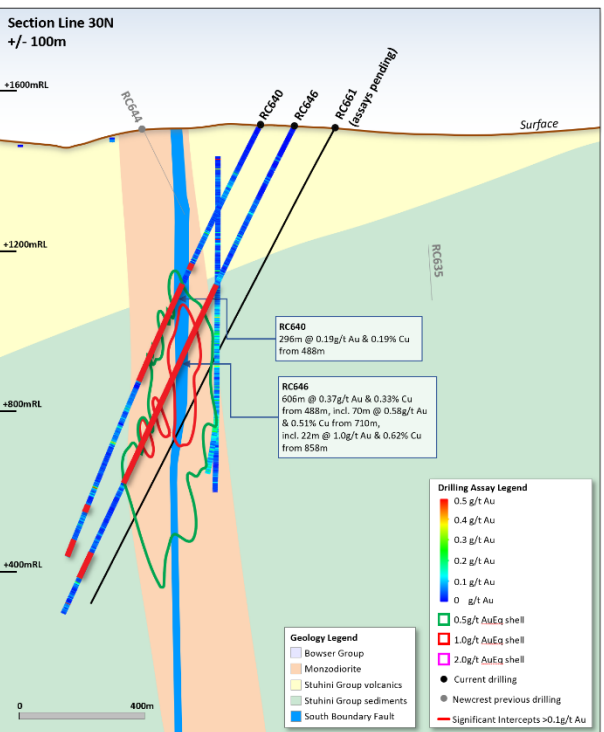 Section Line 30N
+/- 100m
RC644
RC640
RC646
RC661
(assays pending)
+1600mRL
Surface
+1200mRL
RC635
RC640
296m @ 0.19g/t Au & 0.19% Cu
from 488m
RC646
606m @ 0.37g/t Au & 0.33% Cu
from 488m, incl. 70m @ 0.58g/t Au
& 0.51% Cu from 710m,
incl. 22m @ 1.0g/t Au & 0.62% Cu
from 858m
+800mRL
+400mRL
Drilling Assay Legend
0.5 g/t Au
0.4 g/t Au
0.3 g/t Au
0.2 g/t Au
0.1 g/t Au
0 g/t Au
0.5g/t AuEq shell
1.0g/t AuEq shell
2.0g/t AuEq shell
Current drilling
Newcrest previous drilling
Significant Intercepts >0.1g/t Au
Geology Legend
Bowser Group
Monzodiorite
Stuhini Group volcanics
Stuhini Group sediments
South Boundary Fault
0 400m